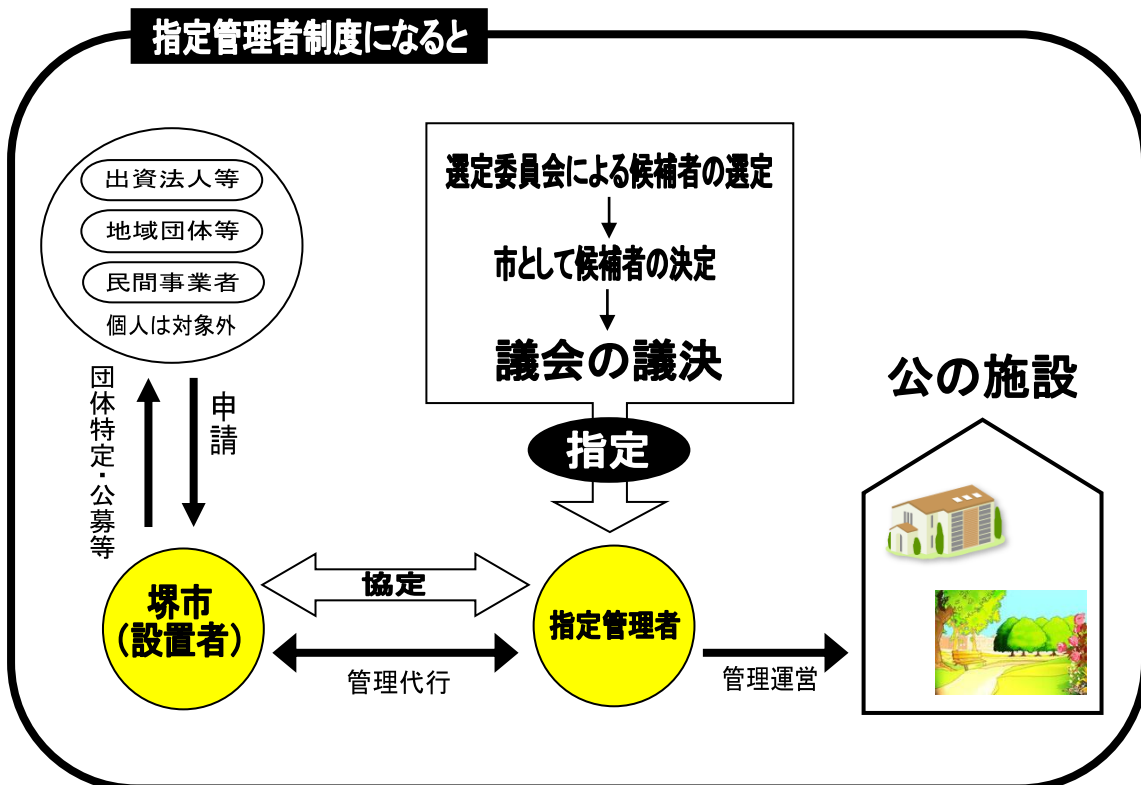 指定管理者制度になると
出資法人等
地域団体等
民間事業者
個人は対象外
団体特定・公募等
申請
選定委員会による候補者の選定
市として候補者の決定
議会の議決
指定
公の施設
堺市
(設置者)
協定
管理代行
指定管理者
管理運営